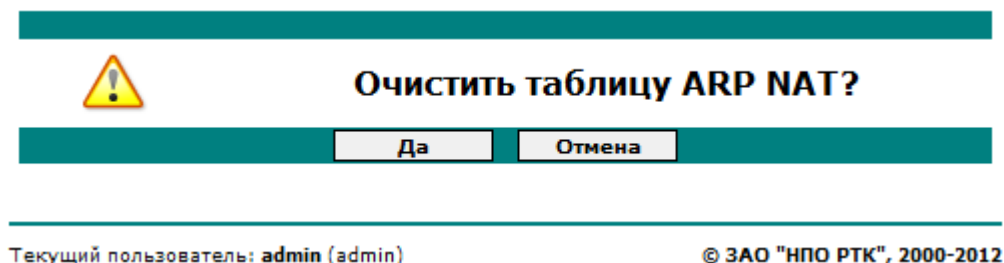 Очистить таблицу ARP NAT?
Да Отмена
Текущий пользователь: admin (admin) © ЗАО "НПО РТК", 2000-2012